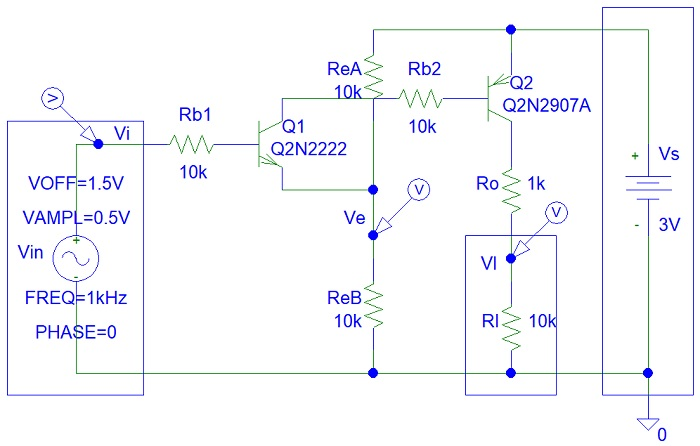 V
Vi
VOFF=1.5V
VAMPL=0.5V
+
Vin
-
FREQ=1kHz
PHASE=0
Rb1
10k
Q1
Q2N2222
ReA
10k
Rb2
10k
Q2
Q2N2907A
V
Ve
ReB
10k
Ro
1k
V
Vl
Rl
10k
Vs
+
-
3V
0